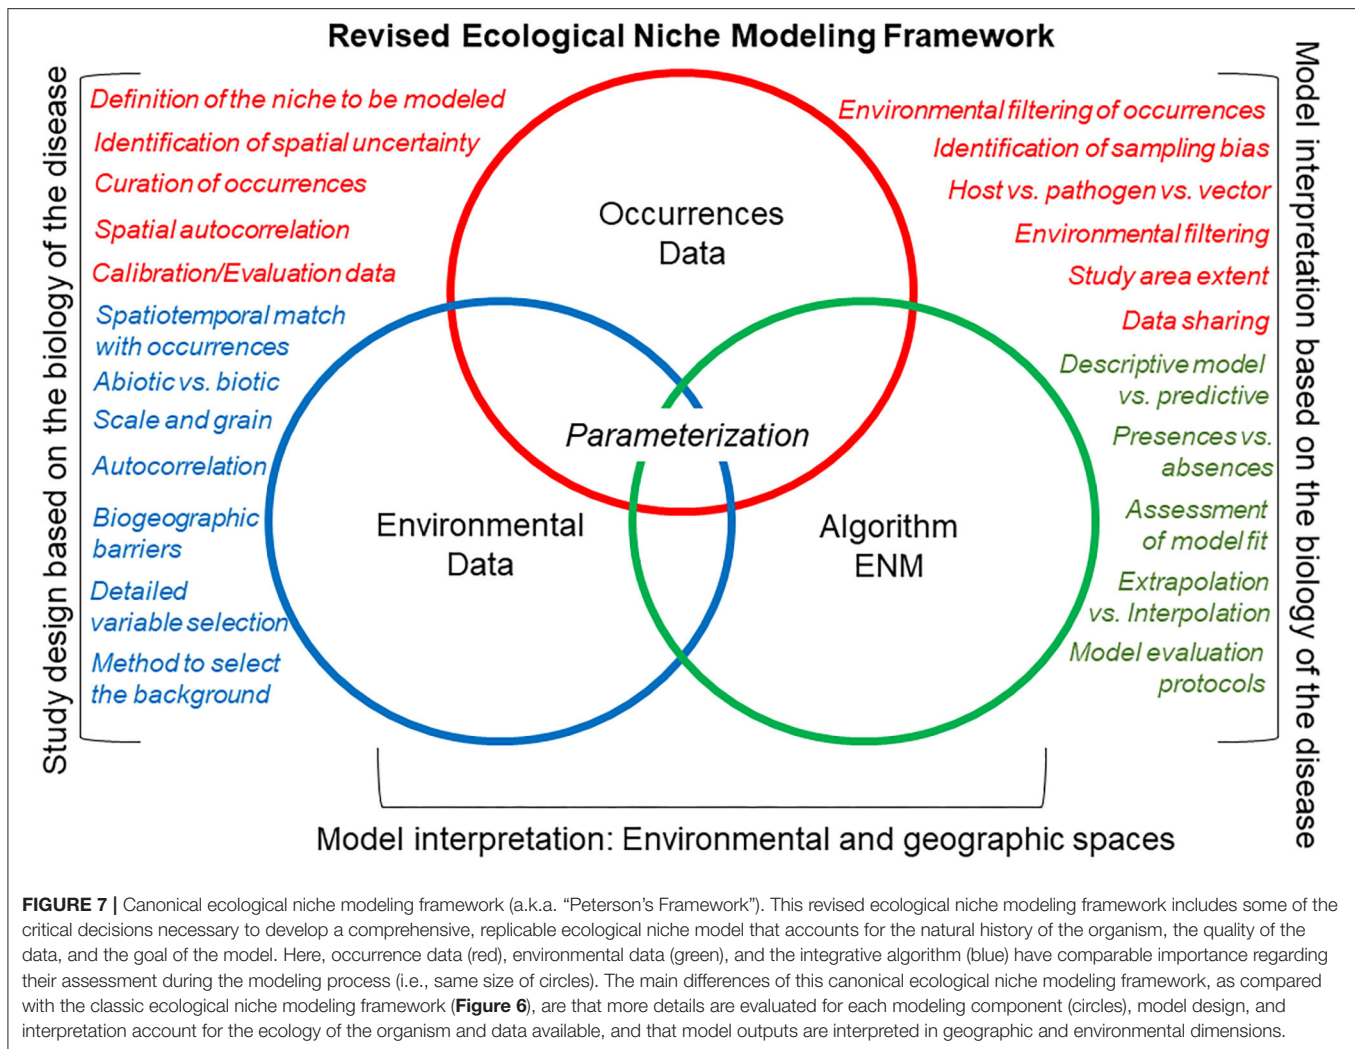 Revised Ecological Niche Modeling Framework
Study design based on the biology of the disease
Definition of the niche to be modeled
Identification of spatial uncertainty
Curation of occurrences
Spatial autocorrelation
Calibration/Evaluation data
Spatiotemporal match
with occurrences
Abiotic vs. biotic
Scale and grain
Autocorrelation
Biogeographic
barriers
Detailed
variable selection
Method to select
the background
Occurrences
Data
Parameterization
Environmental
Data
Algorithm
ENM
Environmental filtering of occurrences
Identification of sampling bias
Host vs. pathogen vs. vector
Environmental filtering
Study area extent
Data sharing
Descriptive model
vs. predictive
Presences vs.
absences
Assessment
of model fit
Extrapolation
vs. Interpolation
Model evaluation
protocols
Model interpretation based on the biology of the disease
Model interpretation: Environmental and geographic spaces
FIGURE 7 | Canonical ecological niche modeling framework (a.k.a. “Peterson’s Framework”). This revised ecological niche modeling framework includes some of the
critical decisions necessary to develop a comprehensive, replicable ecological niche model that accounts for the natural history of the organism, the quality of the
data, and the goal of the model. Here, occurrence data (red), environmental data (green), and the integrative algorithm (blue) have comparable importance regarding
their assessment during the modeling process (i.e., same size of circles). The main differences of this canonical ecological niche modeling framework, as compared
with the classic ecological niche modeling framework (Figure 6), are that more details are evaluated for each modeling component (circles), model design, and
interpretation account for the ecology of the organism and data available, and that model outputs are interpreted in geographic and environmental dimensions.